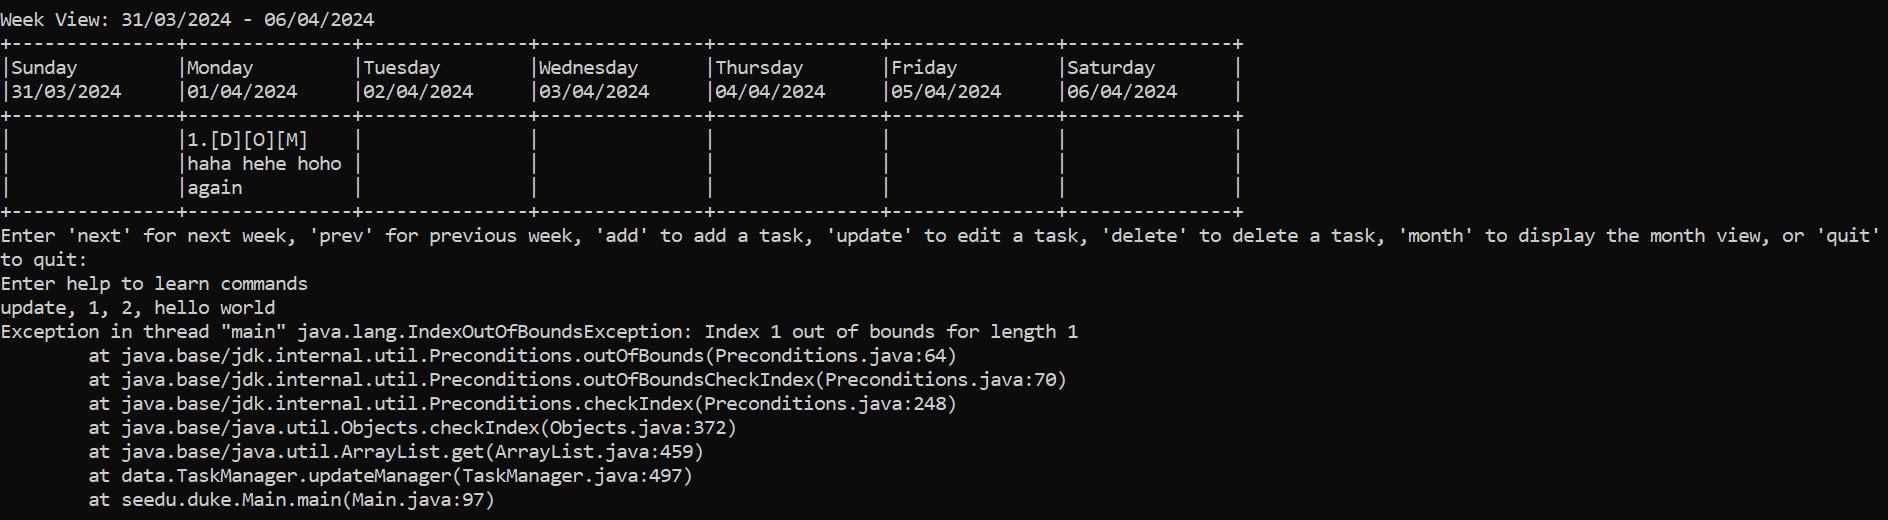 Week View: 31/03/2024 - 06/04/2024
+---------------+---------------+---------------+---------------+---------------+---------------+---------------+
|Sunday         |Monday         |Tuesday        |Wednesday      |Thursday       |Friday         |Saturday       |
|31/03/2024     |01/04/2024     |02/04/2024     |03/04/2024     |04/04/2024     |05/04/2024     |06/04/2024     |
+---------------+---------------+---------------+---------------+---------------+---------------+---------------+
|               |1.[D][O][M]    |               |               |               |               |               |
|               |haha hehe hoho |               |               |               |               |               |
|               |again          |               |               |               |               |               |
+---------------+---------------+---------------+---------------+---------------+---------------+---------------+
Enter 'next' for next week, 'prev' for previous week, 'add' to add a task, 'update' to edit a task, 'delete' to delete a task, 'month' to display the month view, or 'quit'
to quit:
Enter help to learn commands
update, 1, 2, hello world
Exception in thread "main" java.lang.IndexOutOfBoundsException: Index 1 out of bounds for length 1
        at java.base/jdk.internal.util.Preconditions.outOfBounds(Preconditions.java:64)
        at java.base/jdk.internal.util.Preconditions.outOfBoundsCheckIndex(Preconditions.java:70)
        at java.base/jdk.internal.util.Preconditions.checkIndex(Preconditions.java:248)
        at java.base/java.util.Objects.checkIndex(Objects.java:372)
        at java.base/java.util.ArrayList.get(ArrayList.java:459)
        at data.TaskManager.updateManager(TaskManager.java:497)
        at seedu.duke.Main.main(Main.java:97)